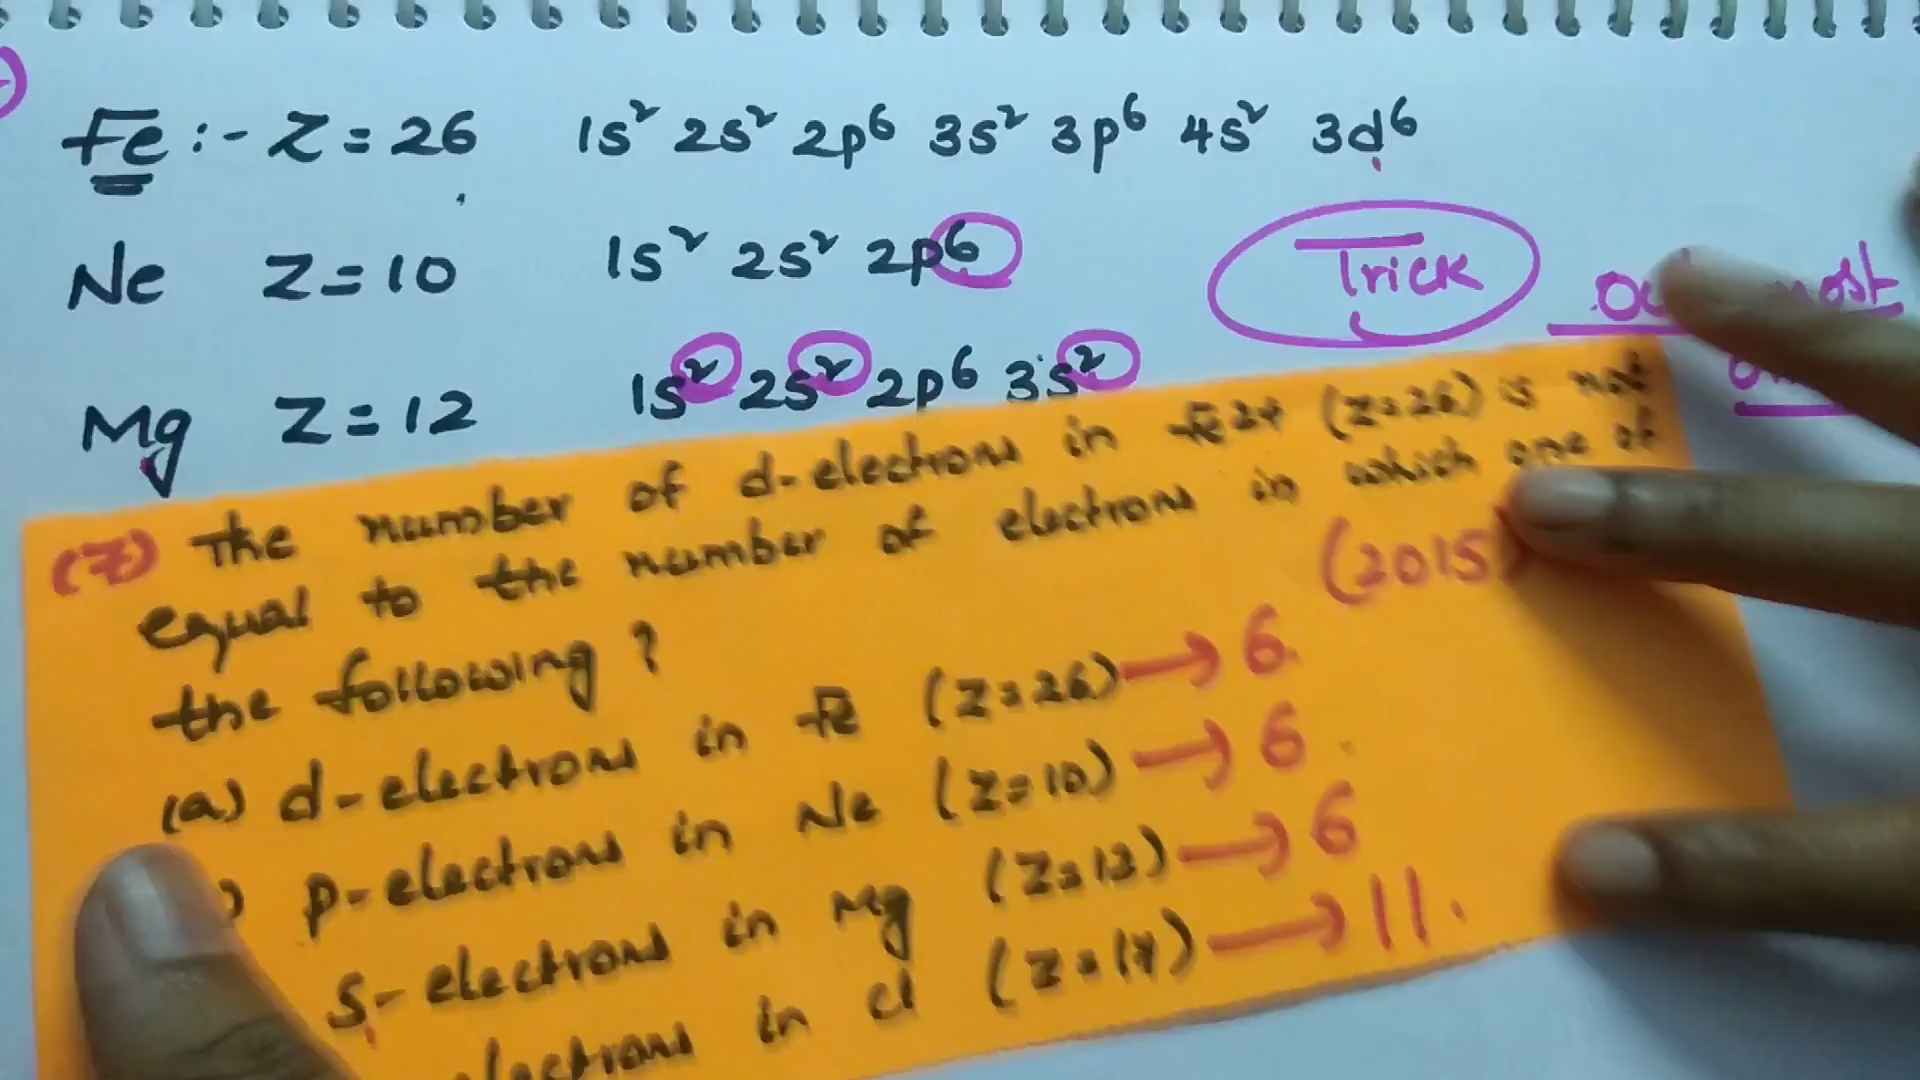 Fe :- Z = 26 1s² 2s² 2p⁶ 3s² 3p⁶ 4s² 3d⁶
Ne Z = 10 1s² 2s² 2p⁶
Trick
most
Mg Z = 12 1s² 2s² 2p⁶ 3s²
(7) The number of d-electrons in Fe2+ (Z=26) is not
equal to the number of electrons in which one of
the following? (2015)
(a) d-electrons in Fe (Z=26) → 6.
p-electrons in Ne (Z=10) → 6.
S-electrons in Mg (Z=12) → 6
in Cl (Z=17) → 11.